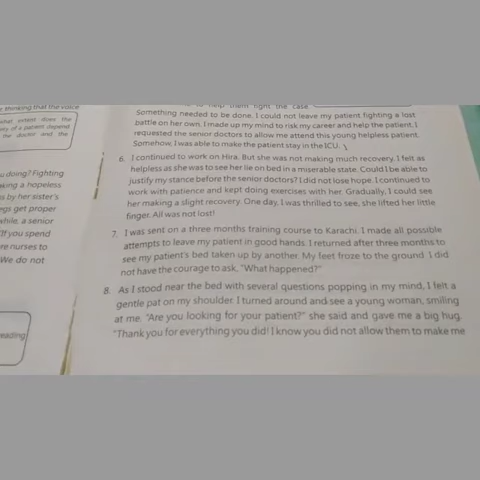 thinking that the voice
what extent does the
of a patient depend
the doctor and the
u doing? Fighting
king a hopeless
s by her sister's
egs get proper
while, a senior
If you spend
re nurses to
We do not
eading
help them fight the case.
Something needed to be done. I could not leave my patient fighting a lost
battle on her own. I made up my mind to risk my career and help the patient. I
requested the senior doctors to allow me attend this young helpless patient.
Somehow, I was able to make the patient stay in the ICU.
6. I continued to work on Hira. But she was not making much recovery. I felt as
helpless as she was to see her lie on bed in a miserable state. Could I be able to
justify my stance before the senior doctors? I did not lose hope. I continued to
work with patience and kept doing exercises with her. Gradually, I could see
her making a slight recovery. One day, I was thrilled to see, she lifted her little
finger. All was not lost!
7. I was sent on a three months training course to Karachi. I made all possible
attempts to leave my patient in good hands. I returned after three months to
see my patient's bed taken up by another. My feet froze to the ground. I did
not have the courage to ask, "What happened?"
8. As I stood near the bed with several questions popping in my mind, I felt a
gentle pat on my shoulder. I turned around and see a young woman, smiling
at me. "Are you looking for your patient?" she said and gave me a big hug.
"Thank you for everything you did! I know you did not allow them to make me